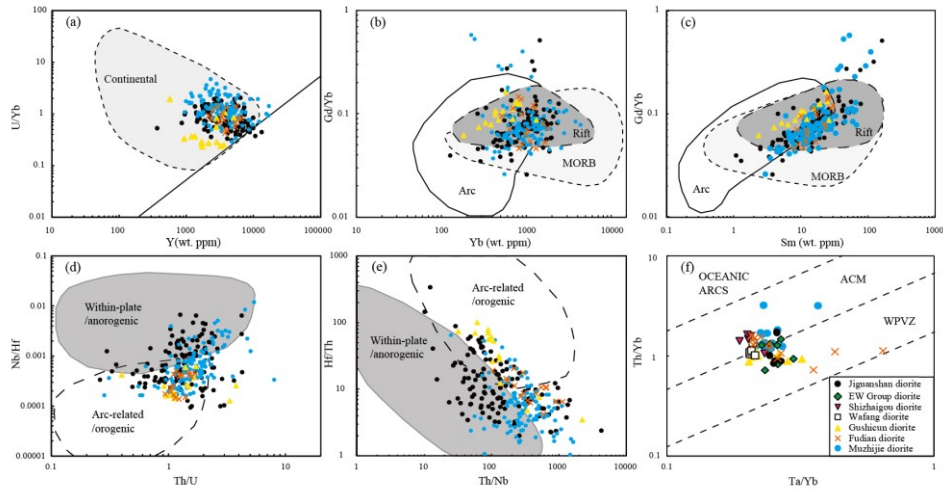 (a)
Continental
U/Yb
100
10
1
0.1
0.01
10
100
1000
10000
100000
Y(wt. ppm)
(b)
Arc
Rift
MORB
Gd/Yb
1
0.1
0.01
10
100
1000
10000
Yb (wt. ppm)
(c)
Arc
Rift
MORB
Gd/Yb
1
0.1
0.01
0.1
1
10
100
1000
Sm (wt. ppm)
(d)
Within-plate
/anorogenic
Arc-related
/orogenic
Nb/Hf
0.1
0.01
0.001
0.0001
0.00001
0.1
1
10
Th/U
(e)
Arc-related
/orogenic
Within-plate
/anorogenic
Hf/Th
1000
100
10
1
1
10
100
1000
10000
Th/Nb
(f)
OCEANIC
ARCS
ACM
WPVZ
Th/Yb
10
1
0.1
0.1
1
Ta/Yb
Jiguanshan diorite
EW Group diorite
Shizhaigou diorite
Wafang diorite
Gushicun diorite
Fudian diorite
Muzhijie diorite